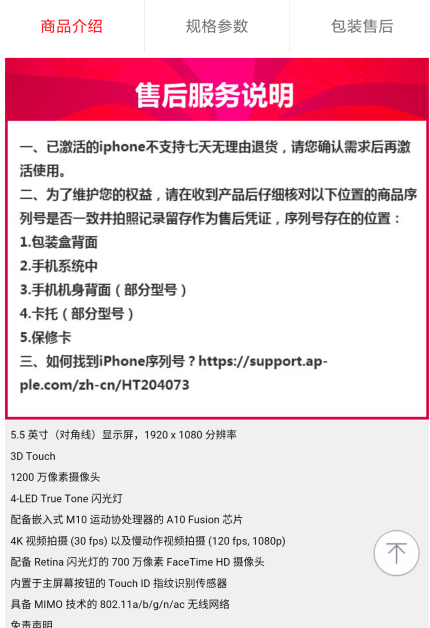 商品介绍
规格参数
包装售后
售后服务说明
一、已激活的iphone不支持七天无理由退货，请您确认需求后再激
活使用。
二、为了维护您的权益，请在收到产品后仔细核对以下位置的商品序
列号是否一致并拍照记录留存作为售后凭证，序列号存在的位置：
1.包装盒背面
2.手机系统中
3.手机机身背面（部分型号）
4.卡托（部分型号）
5.保修卡
三、如何找到iPhone序列号？https://support.ap-
ple.com/zh-cn/HT204073
5.5 英寸（对角线）显示屏，1920 x 1080 分辨率
3D Touch
1200 万像素摄像头
4-LED True Tone 闪光灯
配备嵌入式 M10 运动协处理器的 A10 Fusion 芯片
4K 视频拍摄 (30 fps) 以及慢动作视频拍摄 (120 fps, 1080p)
配备 Retina 闪光灯的 700 万像素 FaceTime HD 摄像头
内置于主屏幕按钮的 Touch ID 指纹识别传感器
具备 MIMO 技术的 802.11a/b/g/n/ac 无线网络
免责声明